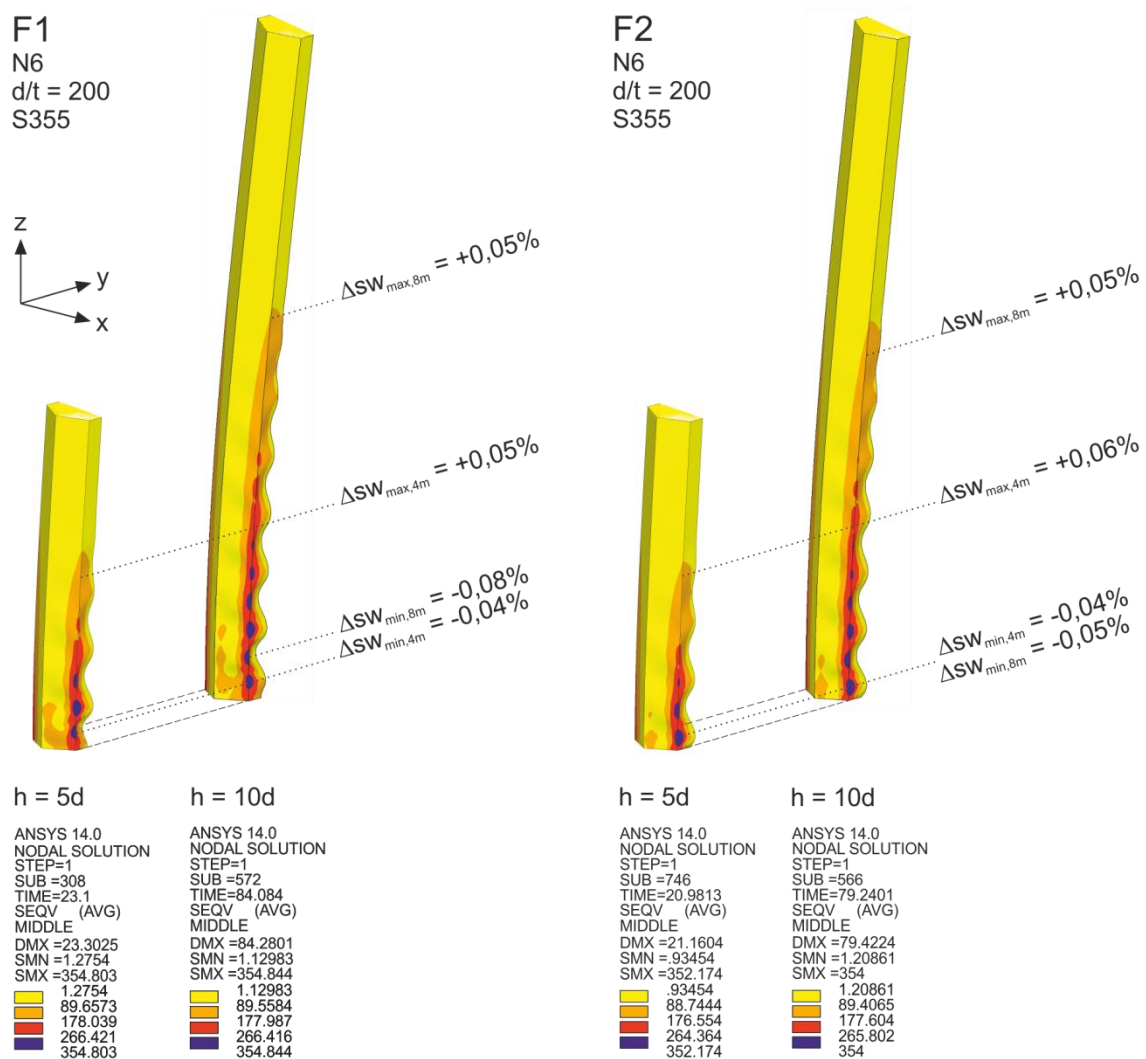 F1
N6
d/t = 200
S355
z
y
x
ΔSW max,8m = +0,05%
ΔSW max,4m = +0,05%
ΔSW min,8m = -0,08%
ΔSW min,4m = -0,04%
h = 5d
ANSYS 14.0
NODAL SOLUTION
STEP=1
SUB =308
TIME=23.1
SEQV (AVG)
MIDDLE
DMX =23.3025
SMN =1.2754
SMX =354.803
1.2754
89.6573
178.039
266.421
354.803
h = 10d
ANSYS 14.0
NODAL SOLUTION
STEP=1
SUB =572
TIME=84.084
SEQV (AVG)
MIDDLE
DMX =84.2801
SMN =1.12983
SMX =354.844
1.12983
89.5584
177.987
266.416
354.844
F2
N6
d/t = 200
S355
ΔSW max,8m = +0,05%
ΔSW max,4m = +0,06%
ΔSW min,4m = -0,04%
ΔSW min,8m = -0,05%
h = 5d
ANSYS 14.0
NODAL SOLUTION
STEP=1
SUB =746
TIME=20.9813
SEQV (AVG)
MIDDLE
DMX =21.1604
SMN =.93454
SMX =352.174
.93454
88.7444
176.554
264.364
352.174
h = 10d
ANSYS 14.0
NODAL SOLUTION
STEP=1
SUB =566
TIME=79.2401
SEQV (AVG)
MIDDLE
DMX =79.4224
SMN =1.20861
SMX =354
1.20861
89.4065
177.604
265.802
354